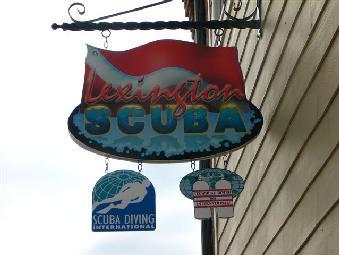 Lexington
SCUBA
SCUBA DIVING
INTERNATIONAL